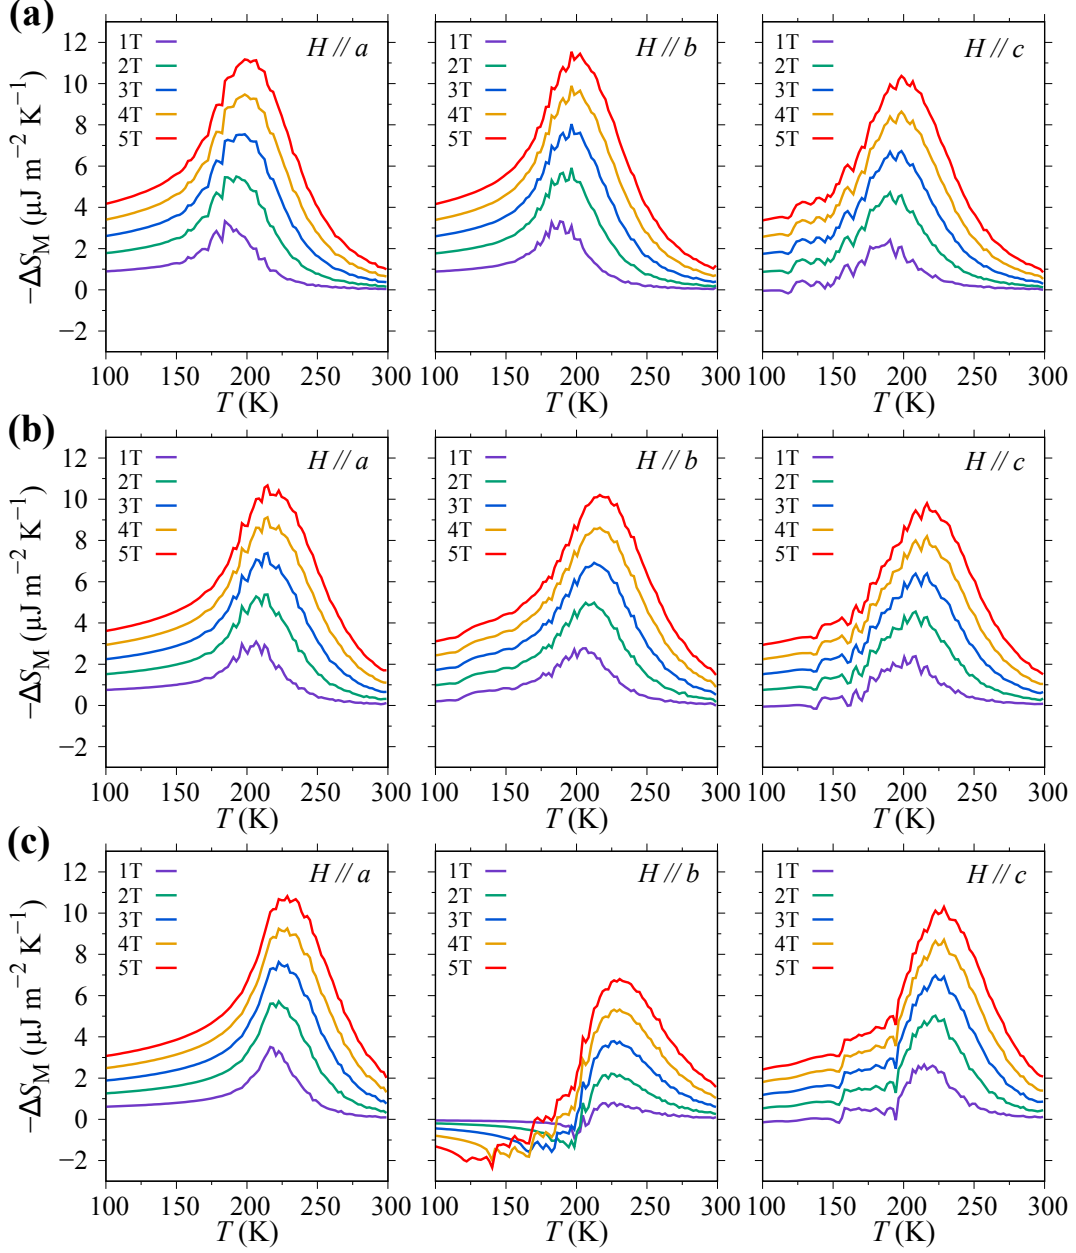 (a)
12
10
8
6
4
2
0
−2
−ΔS_M (μJ m⁻² K⁻¹)
1T
2T
3T
4T
5T
H // a
100 150 200 250 300
T (K)
1T
2T
3T
4T
5T
H // b
100 150 200 250 300
T (K)
1T
2T
3T
4T
5T
H // c
100 150 200 250 300
T (K)
(b)
12
10
8
6
4
2
0
−2
−ΔS_M (μJ m⁻² K⁻¹)
1T
2T
3T
4T
5T
H // a
100 150 200 250 300
T (K)
1T
2T
3T
4T
5T
H // b
100 150 200 250 300
T (K)
1T
2T
3T
4T
5T
H // c
100 150 200 250 300
T (K)
(c)
12
10
8
6
4
2
0
−2
−ΔS_M (μJ m⁻² K⁻¹)
1T
2T
3T
4T
5T
H // a
100 150 200 250 300
T (K)
1T
2T
3T
4T
5T
H // b
100 150 200 250 300
T (K)
1T
2T
3T
4T
5T
H // c
100 150 200 250 300
T (K)